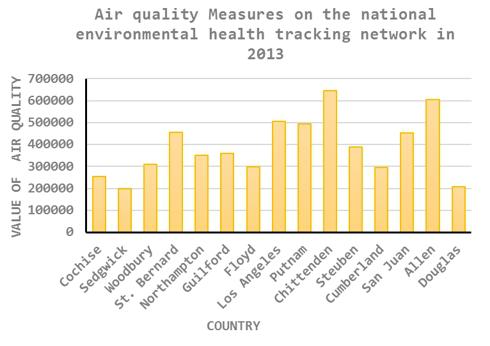 Air quality Measures on the national
environmental health tracking network in
2013
VALUE OF AIR QUALITY
700000
600000
500000
400000
300000
200000
100000
0
Cochise
Sedgwick
Woodbury
St. Bernard
Northampton
Guilford
Floyd
Los Angeles
Putnam
Chittenden
Steuben
Cumberland
San Juan
Allen
Douglas
COUNTRY